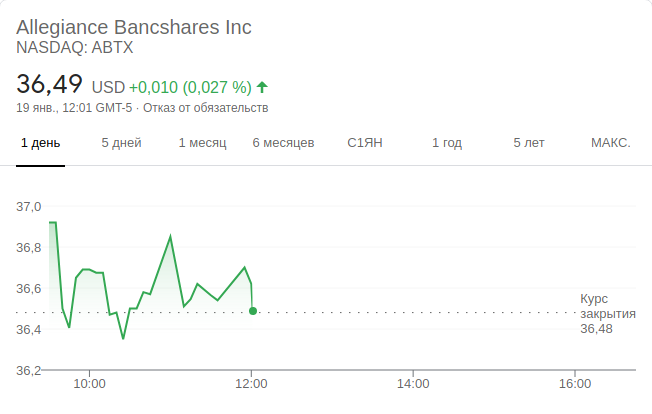 Allegiance Bancshares Inc
NASDAQ: ABTX
36,49 USD +0,010 (0,027 %)
19 янв., 12:01 GMT-5 · Отказ от обязательств
1 день 5 дней 1 месяц 6 месяцев С1ЯН 1 год 5 лет МАКС.
37,0
36,8
36,6
36,4
36,2
Курс
закрытия
36,48
10:00 12:00 14:00 16:00